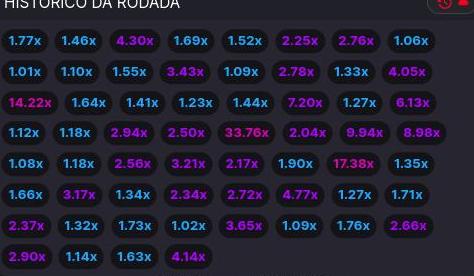 HISTÓRICO DA RODADA
1.77x 1.46x 4.30x 1.69x 1.52x 2.25x 2.76x 1.06x
1.01x 1.10x 1.55x 3.43x 1.09x 2.78x 1.33x 4.05x
14.22x 1.64x 1.41x 1.23x 1.44x 7.20x 1.27x 6.13x
1.12x 1.18x 2.94x 2.50x 33.76x 2.04x 9.94x 8.98x
1.08x 1.18x 2.56x 3.21x 2.17x 1.90x 17.38x 1.35x
1.66x 3.17x 1.34x 2.34x 2.72x 4.77x 1.27x 1.71x
2.37x 1.32x 1.73x 1.02x 3.65x 1.09x 1.76x 2.66x
2.90x 1.14x 1.63x 4.14x